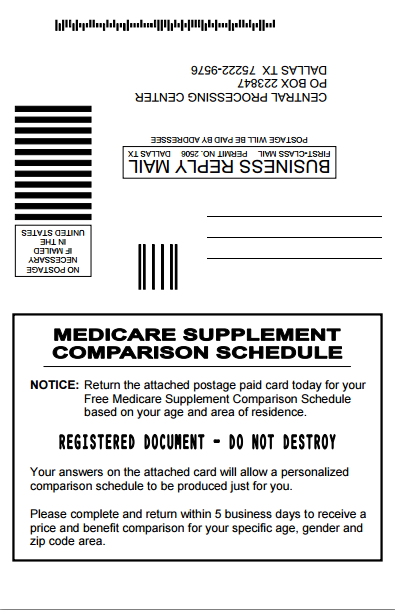 NO POSTAGE
NECESSARY
IF MAILED
IN THE
UNITED STATES
BUSINESS REPLY MAIL
FIRST-CLASS MAIL PERMIT NO. 2506 DALLAS TX
POSTAGE WILL BE PAID BY ADDRESSEE
CENTRAL PROCESSING CENTER
PO BOX 223847
DALLAS TX 75222-9576
MEDICARE SUPPLEMENT
COMPARISON SCHEDULE
NOTICE: Return the attached postage paid card today for your
Free Medicare Supplement Comparison Schedule
based on your age and area of residence.
REGISTERED DOCUMENT - DO NOT DESTROY
Your answers on the attached card will allow a personalized
comparison schedule to be produced just for you.
Please complete and return within 5 business days to receive a
price and benefit comparison for your specific age, gender and
zip code area.